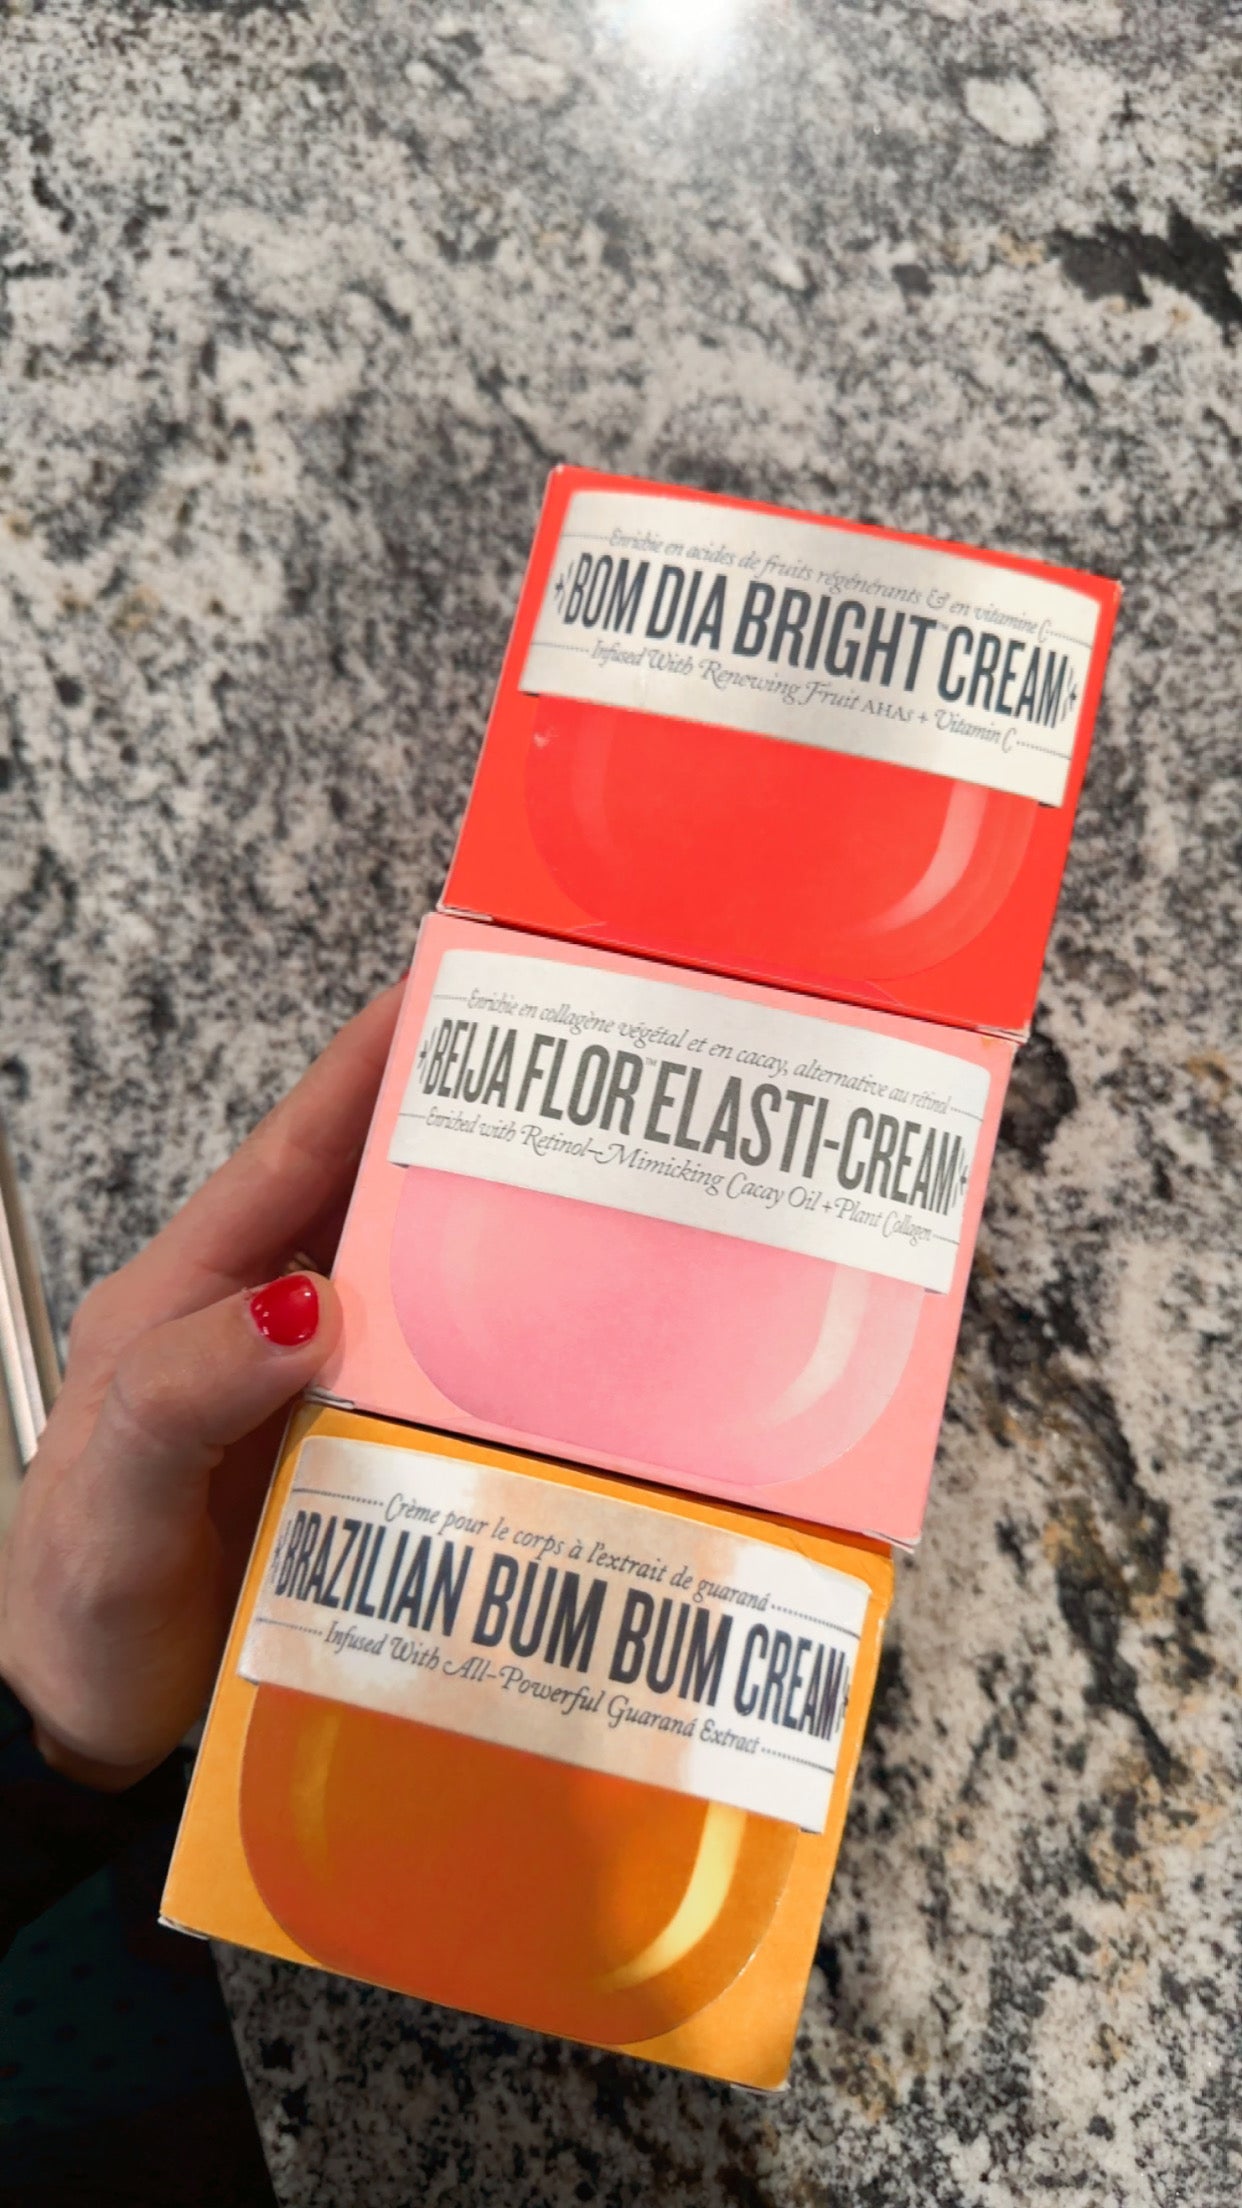 Enrichie en acides de fruits régénérants & en vitamine C
BOM DIA BRIGHT™ CREAM
Infused With Renewing Fruit AHAs + Vitamin C
Enrichie en collagène végétal et en cacay, alternative au rétinol
BEIJA FLOR™ ELASTI-CREAM
Enriched with Retinol-Mimicking Cacay Oil + Plant Collagen
Crème pour le corps à l'extrait de guaraná
BRAZILIAN BUM BUM CREAM
Infused With All-Powerful Guaraná Extract